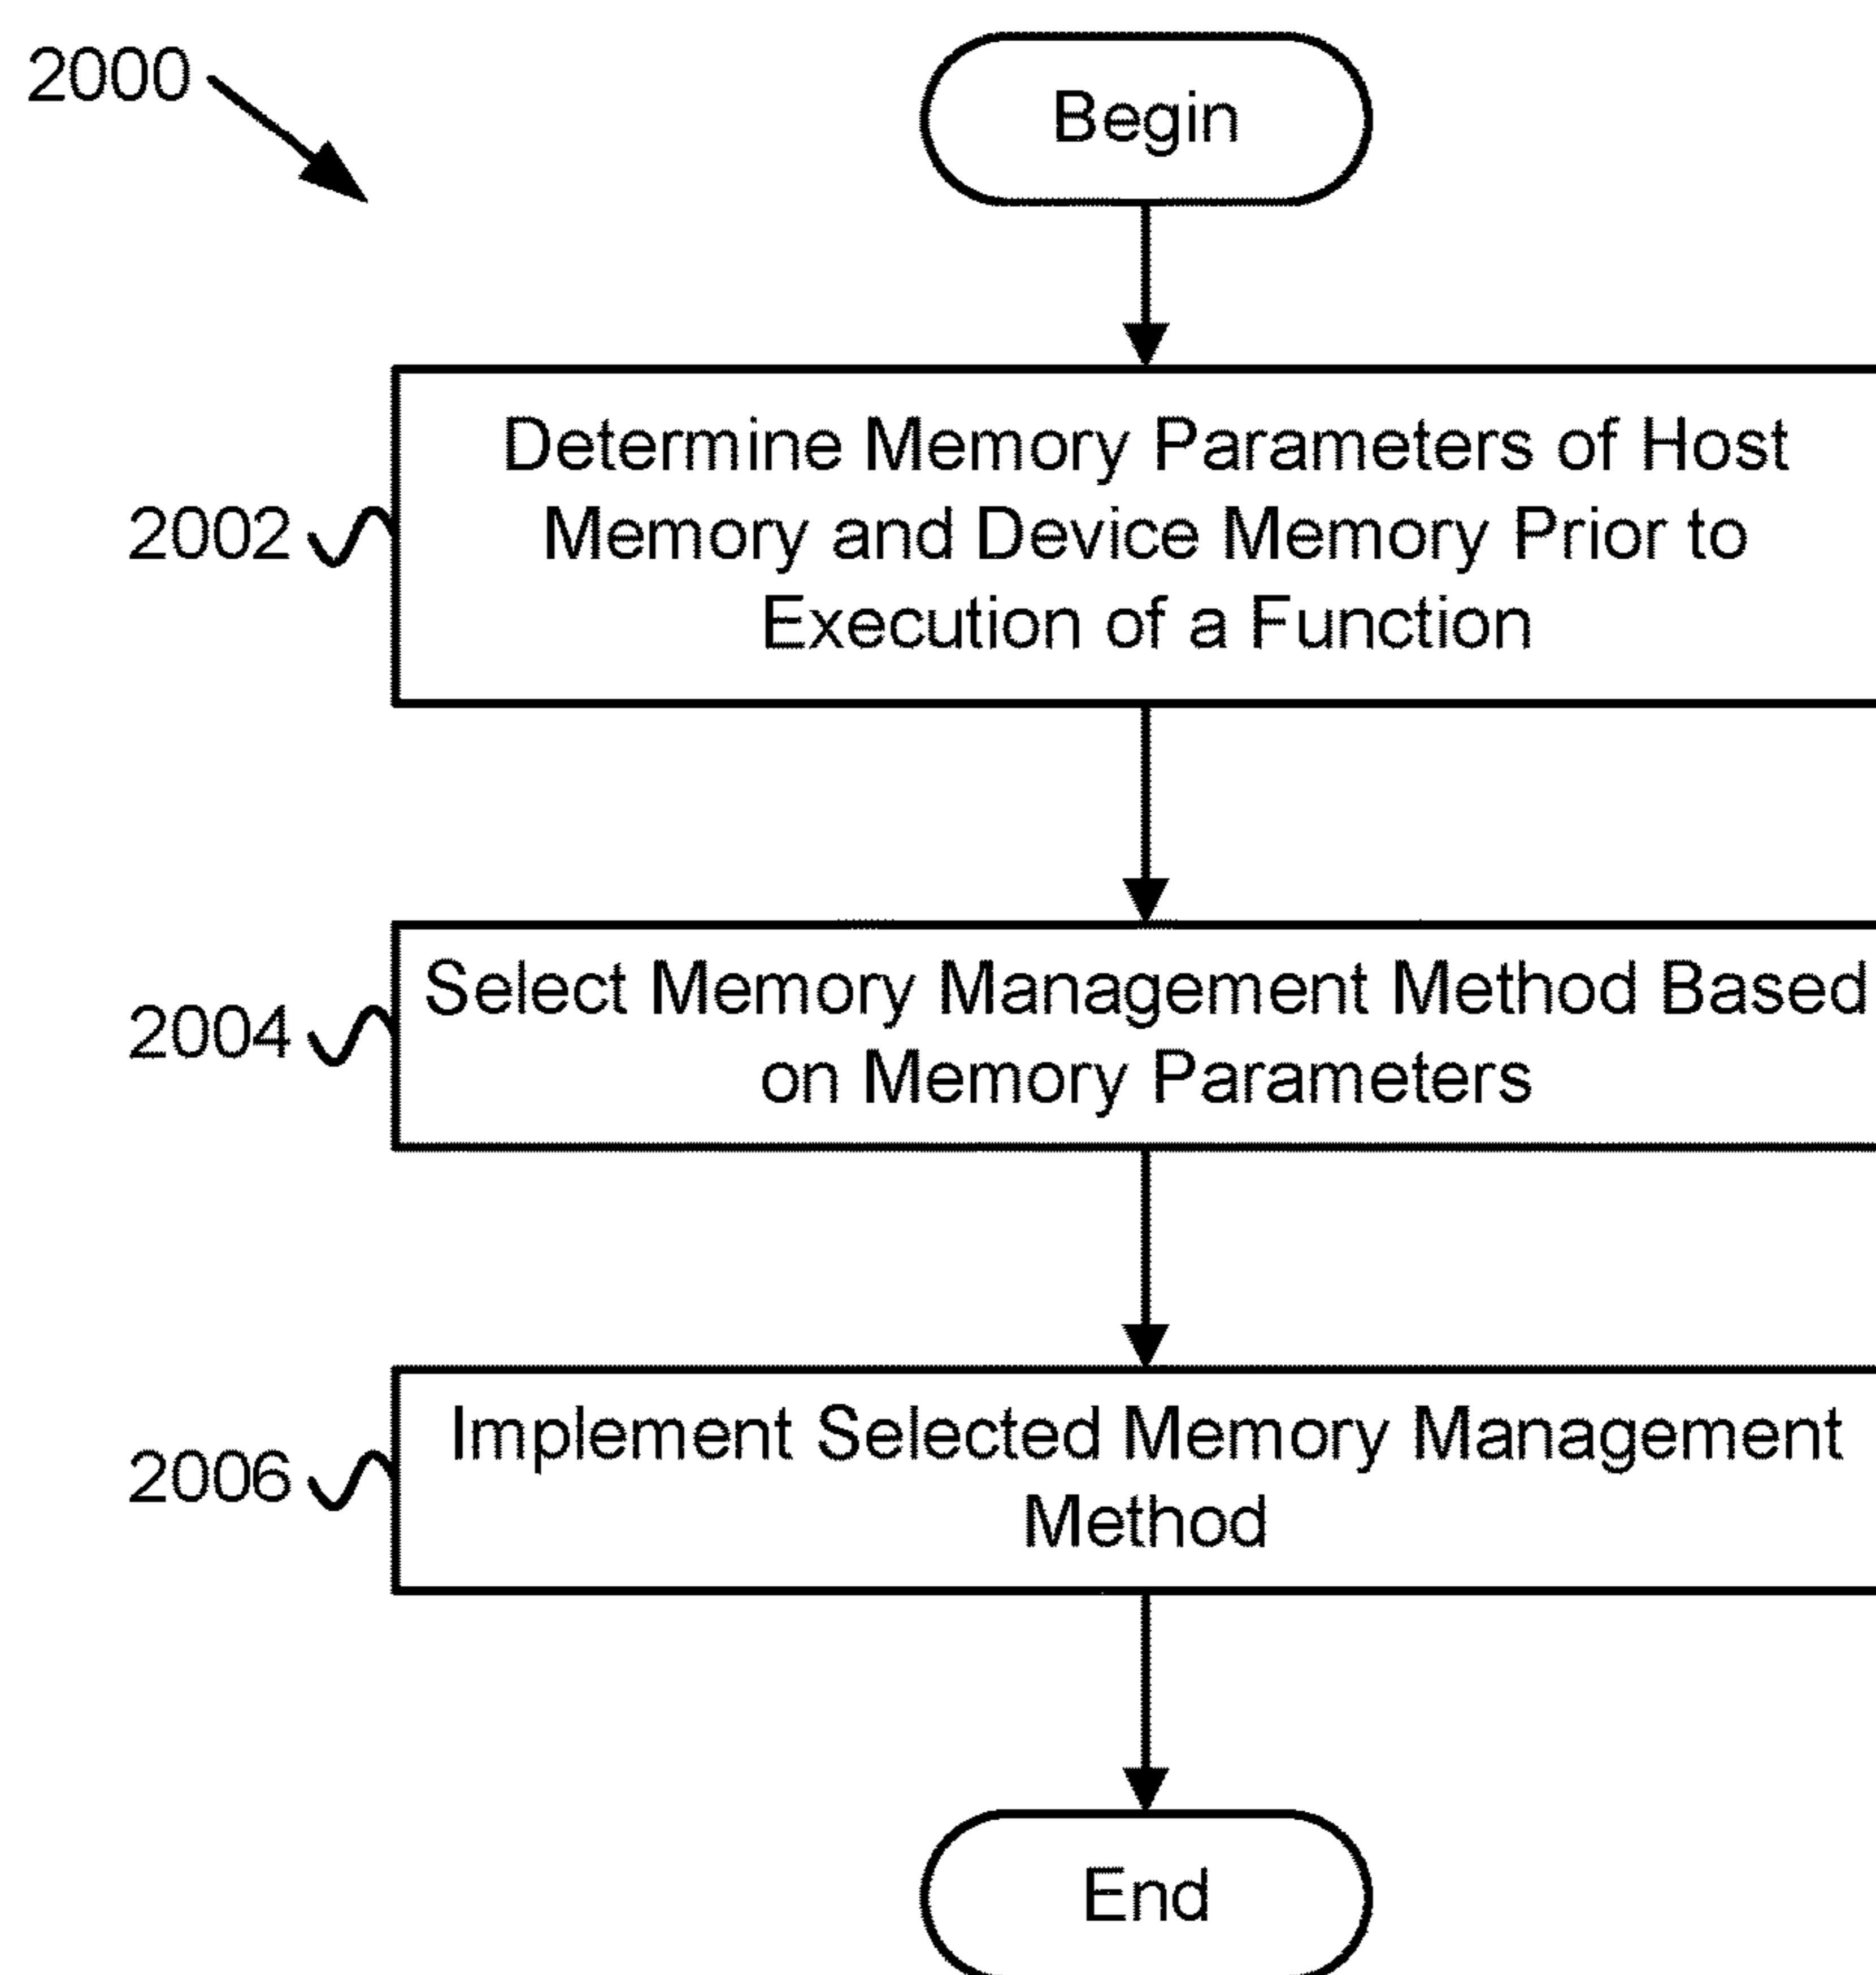 2000
Begin
2002
Determine Memory Parameters of Host
Memory and Device Memory Prior to
Execution of a Function
2004
Select Memory Management Method Based
on Memory Parameters
2006
Implement Selected Memory Management
Method
End